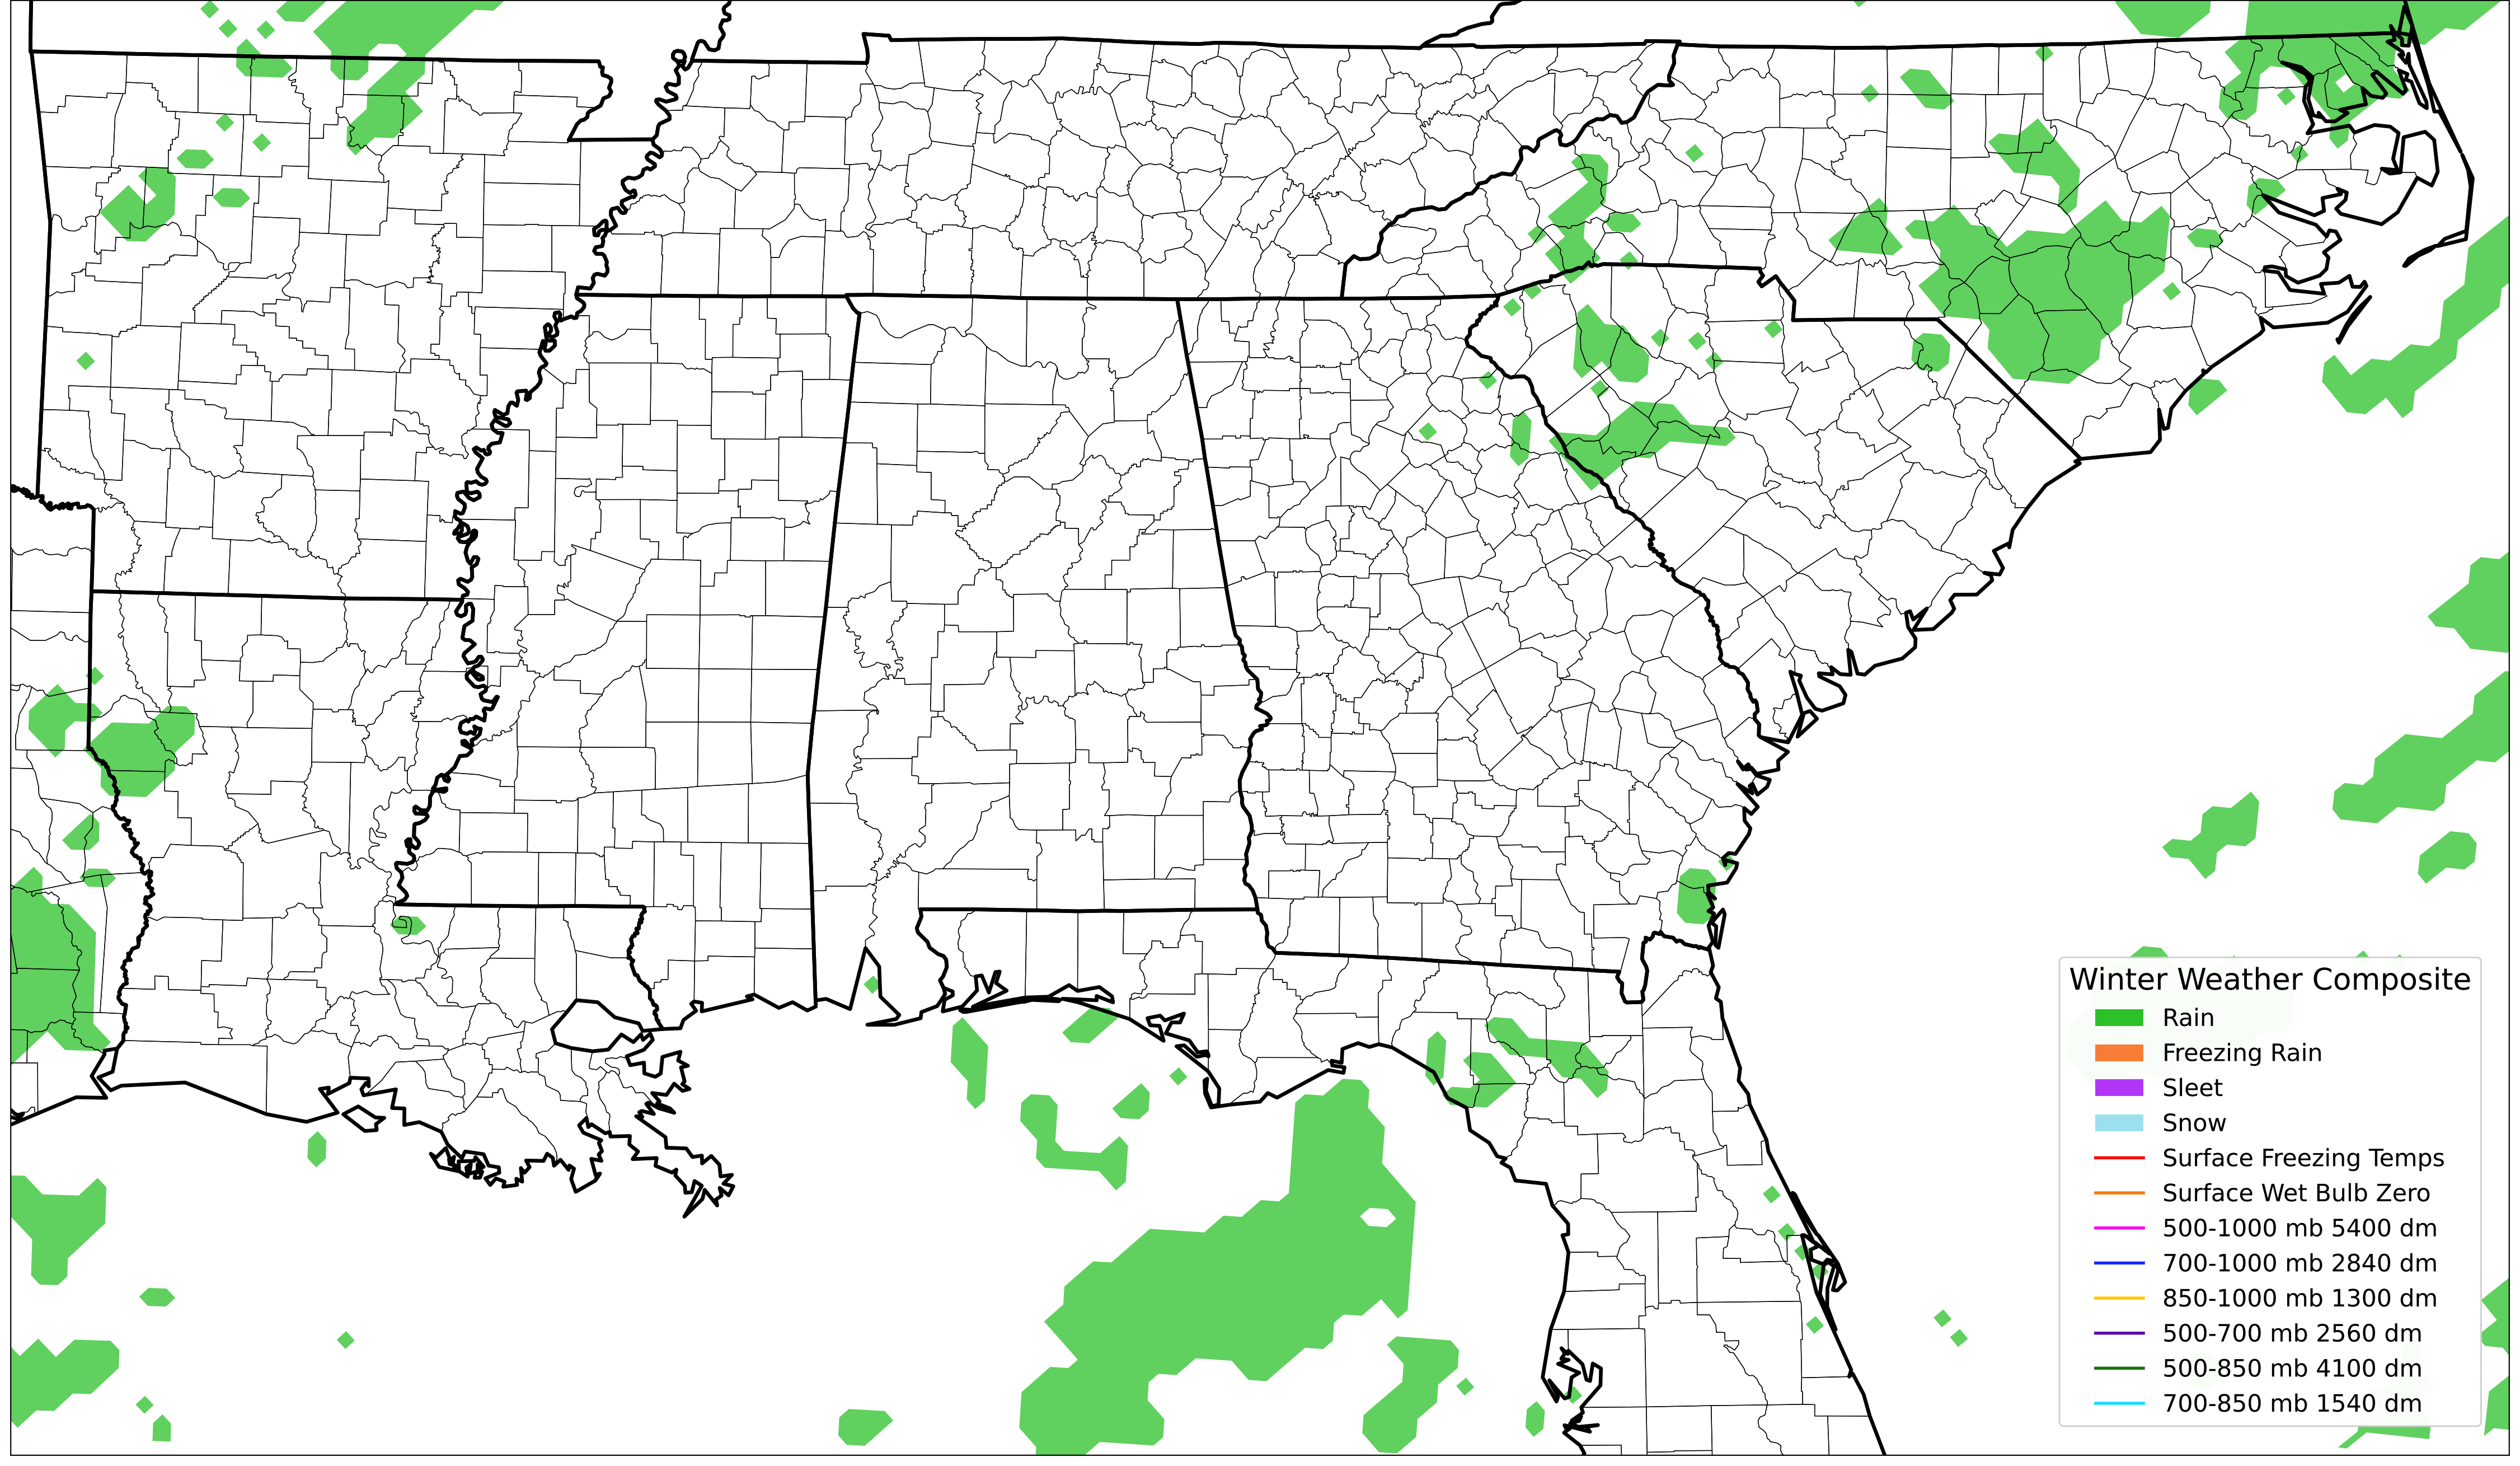 Winter Weather Composite
Rain
Freezing Rain
Sleet
Snow
Surface Freezing Temps
Surface Wet Bulb Zero
500-1000 mb 5400 dm
700-1000 mb 2840 dm
850-1000 mb 1300 dm
500-700 mb 2560 dm
500-850 mb 4100 dm
700-850 mb 1540 dm